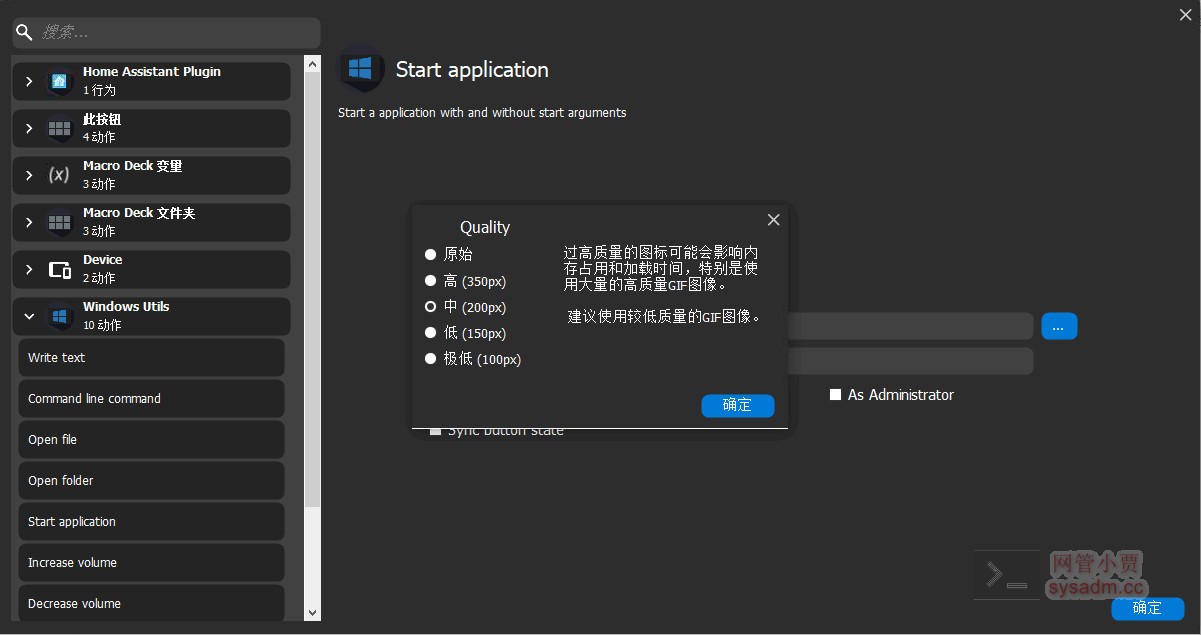 搜索...
Home Assistant Plugin
1 行为
此按钮
4 动作
Macro Deck 变量
3 动作
Macro Deck 文件夹
3 动作
Device
2 动作
Windows Utils
10 动作
Write text
Command line command
Open file
Open folder
Start application
Increase volume
Decrease volume
Start application
Start a application with and without start arguments
Quality
原始
高 (350px)
中 (200px)
低 (150px)
极低 (100px)
过高质量的图标可能会影响内
存占用和加载时间，特别是使
用大量的高质量GIF图像。
建议使用较低质量的GIF图像。
确定
...
As Administrator
Sync button state
网管小贾
sysadm.cc
确定